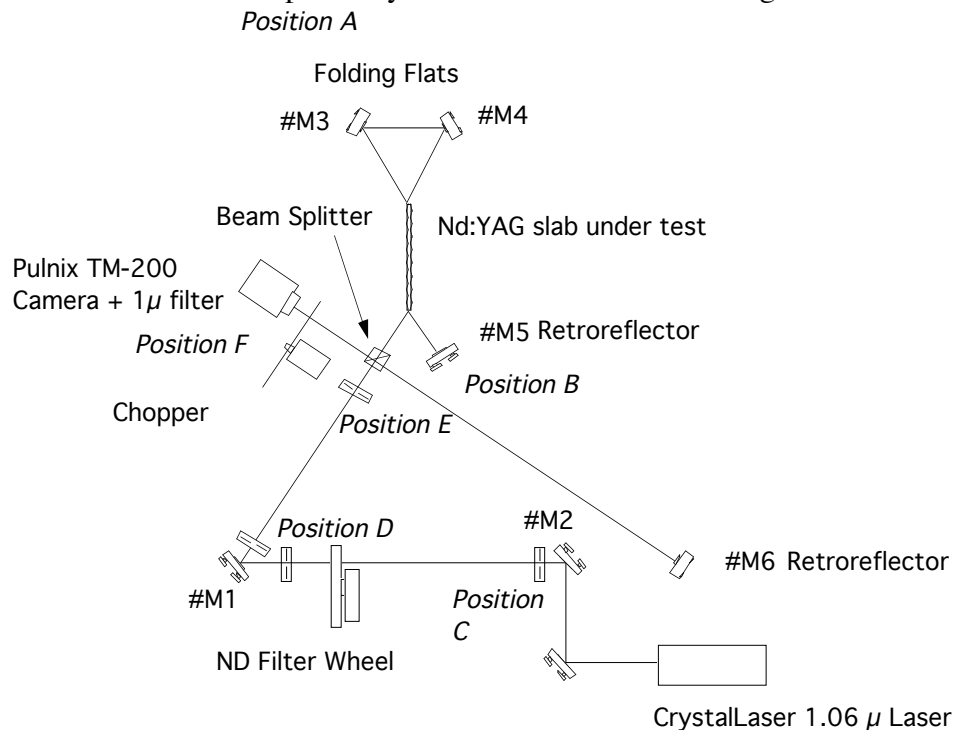 Position A
Folding Flats
#M3
#M4
Beam Splitter
Nd:YAG slab under test
Pulnix TM-200
Camera + 1µ filter
#M5 Retroreflector
Position F
Position B
Chopper
Position E
Position D
#M2
#M6 Retroreflector
#M1
Position
C
ND Filter Wheel
CrystalLaser 1.06 µ Laser